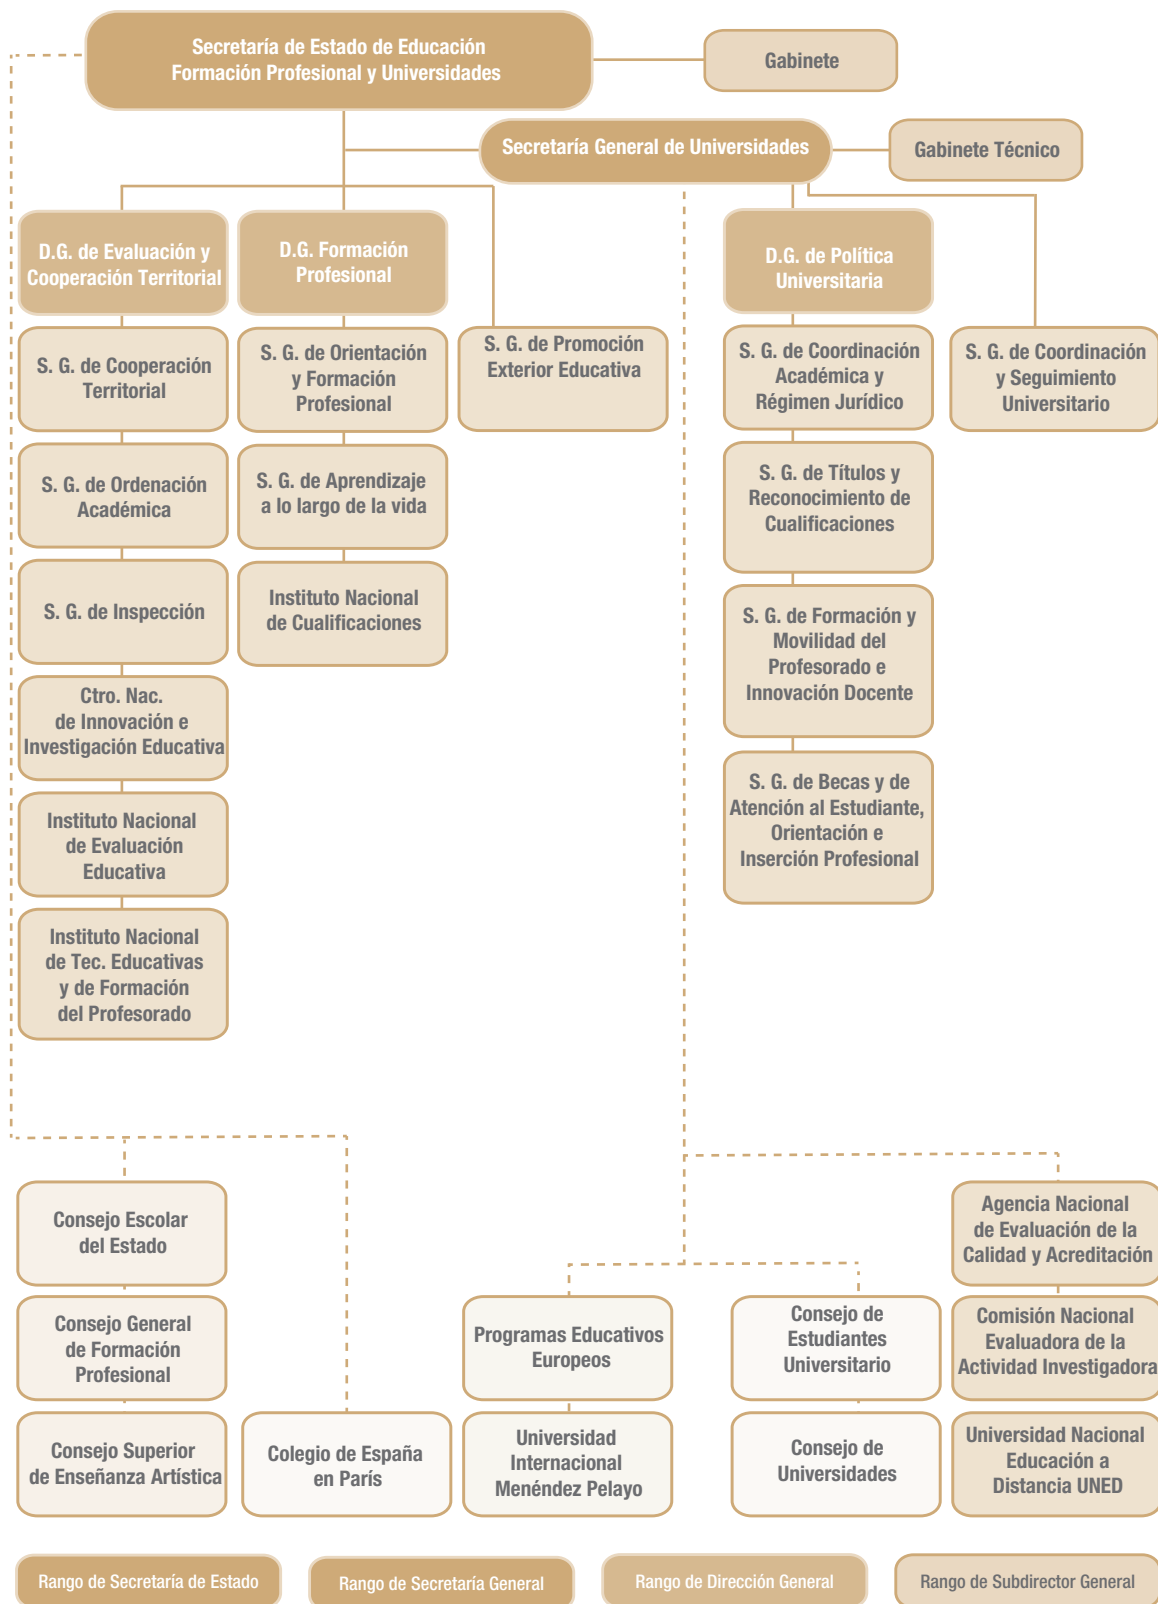 Secretaría de Estado de Educación
Formación Profesional y Universidades
Gabinete
Secretaría General de Universidades
Gabinete Técnico
D.G. de Evaluación y
Cooperación Territorial
D.G. Formación
Profesional
D.G. de Política
Universitaria
S. G. de Cooperación
Territorial
S. G. de Orientación
y Formación
Profesional
S. G. de Promoción
Exterior Educativa
S. G. de Coordinación
Académica y
Régimen Jurídico
S. G. de Coordinación
y Seguimiento
Universitario
S. G. de Ordenación
Académica
S. G. de Aprendizaje
a lo largo de la vida
S. G. de Títulos y
Reconocimiento de
Cualificaciones
S. G. de Inspección
Instituto Nacional
de Cualificaciones
S. G. de Formación y
Movilidad del
Profesorado e
Innovación Docente
Ctro. Nac.
de Innovación e
Investigación Educativa
S. G. de Becas y de
Atención al Estudiante,
Orientación e
Inserción Profesional
Instituto Nacional
de Evaluación
Educativa
Instituto Nacional
de Tec. Educativas
y de Formación
del Profesorado
Consejo Escolar
del Estado
Agencia Nacional
de Evaluación de la
Calidad y Acreditación
Consejo General
de Formación
Profesional
Programas Educativos
Europeos
Consejo de
Estudiantes
Universitario
Comisión Nacional
Evaluadora de la
Actividad Investigadora
Consejo Superior
de Enseñanza Artística
Colegio de España
en París
Universidad
Internacional
Menéndez Pelayo
Consejo de
Universidades
Universidad Nacional
Educación a
Distancia UNED
Rango de Secretaría de Estado
Rango de Secretaría General
Rango de Dirección General
Rango de Subdirector General